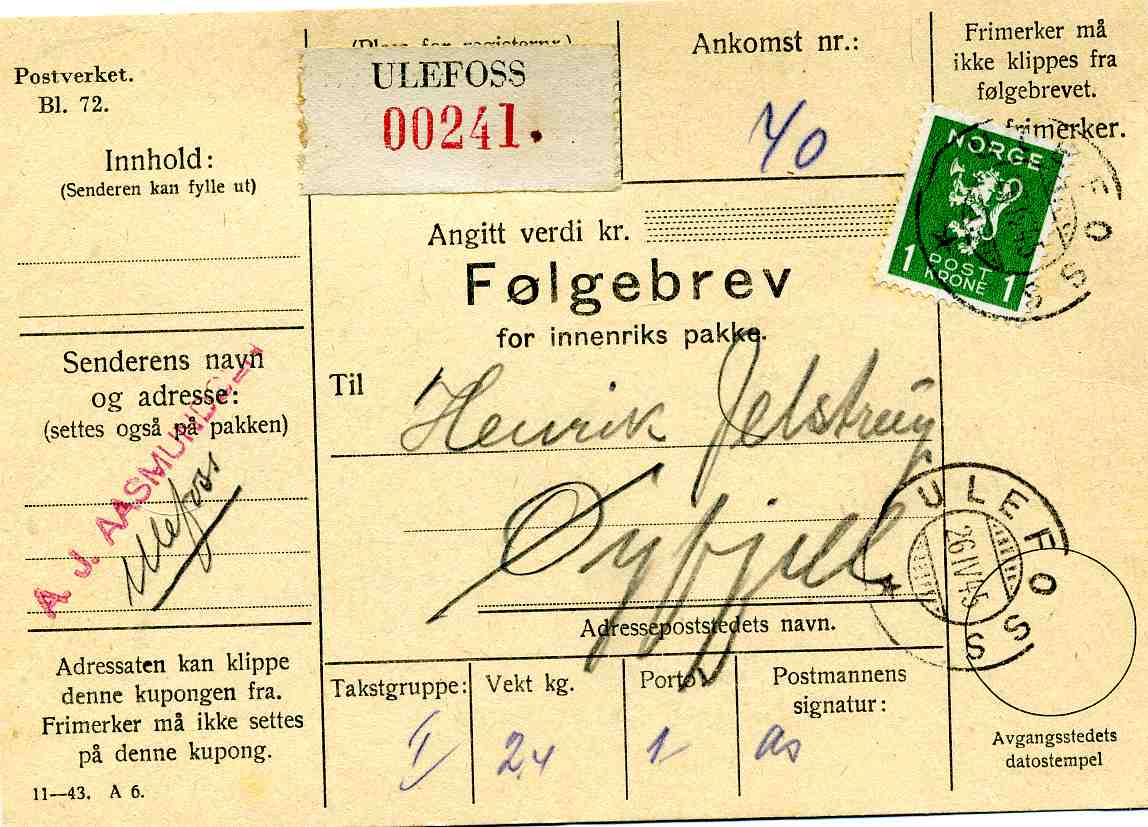 Postverket.
Bl. 72.
Innhold:
(Senderen kan fylle ut)
Senderens navn
og adresse:
(settes også på pakken)
A. J. AASMUND
Ulefoss
Adressaten kan klippe
denne kupongen fra.
Frimerker må ikke settes
på denne kupong.
11—43. A 6.
ULEFOSS
00241.
Ankomst nr.:
40
Frimerker må
ikke klippes fra
følgebrevet.
frimerker.
NORGE
1 POST 1
KRONE
Angitt verdi kr.
Følgebrev
for innenriks pakke.
Til
Henrik Jelstrup
Øyfjell
Adressepoststedets navn.
Takstgruppe:
I
Vekt kg.
2,4
Porto:
1
Postmannens
signatur:
as
ULEFOSS
26 IV 45
Avgangsstedets
datostempel